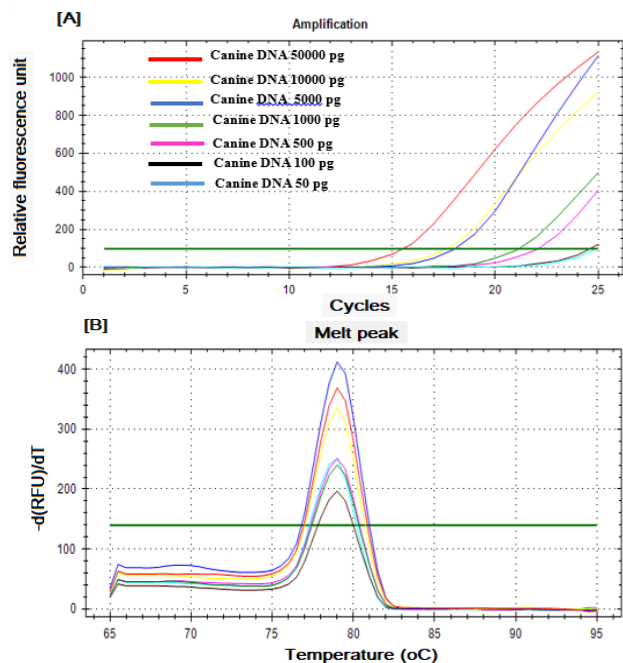 [A]
Amplification
Relative fluorescence unit
1000
800
600
400
200
0
Canine DNA 50000 pg
Canine DNA 10000 pg
Canine DNA 5000 pg
Canine DNA 1000 pg
Canine DNA 500 pg
Canine DNA 100 pg
Canine DNA 50 pg
0 5 10 15 20 25
Cycles
[B]
Melt peak
-d(RFU)/dT
400
300
200
100
0
65 70 75 80 85 90 95
Temperature (oC)